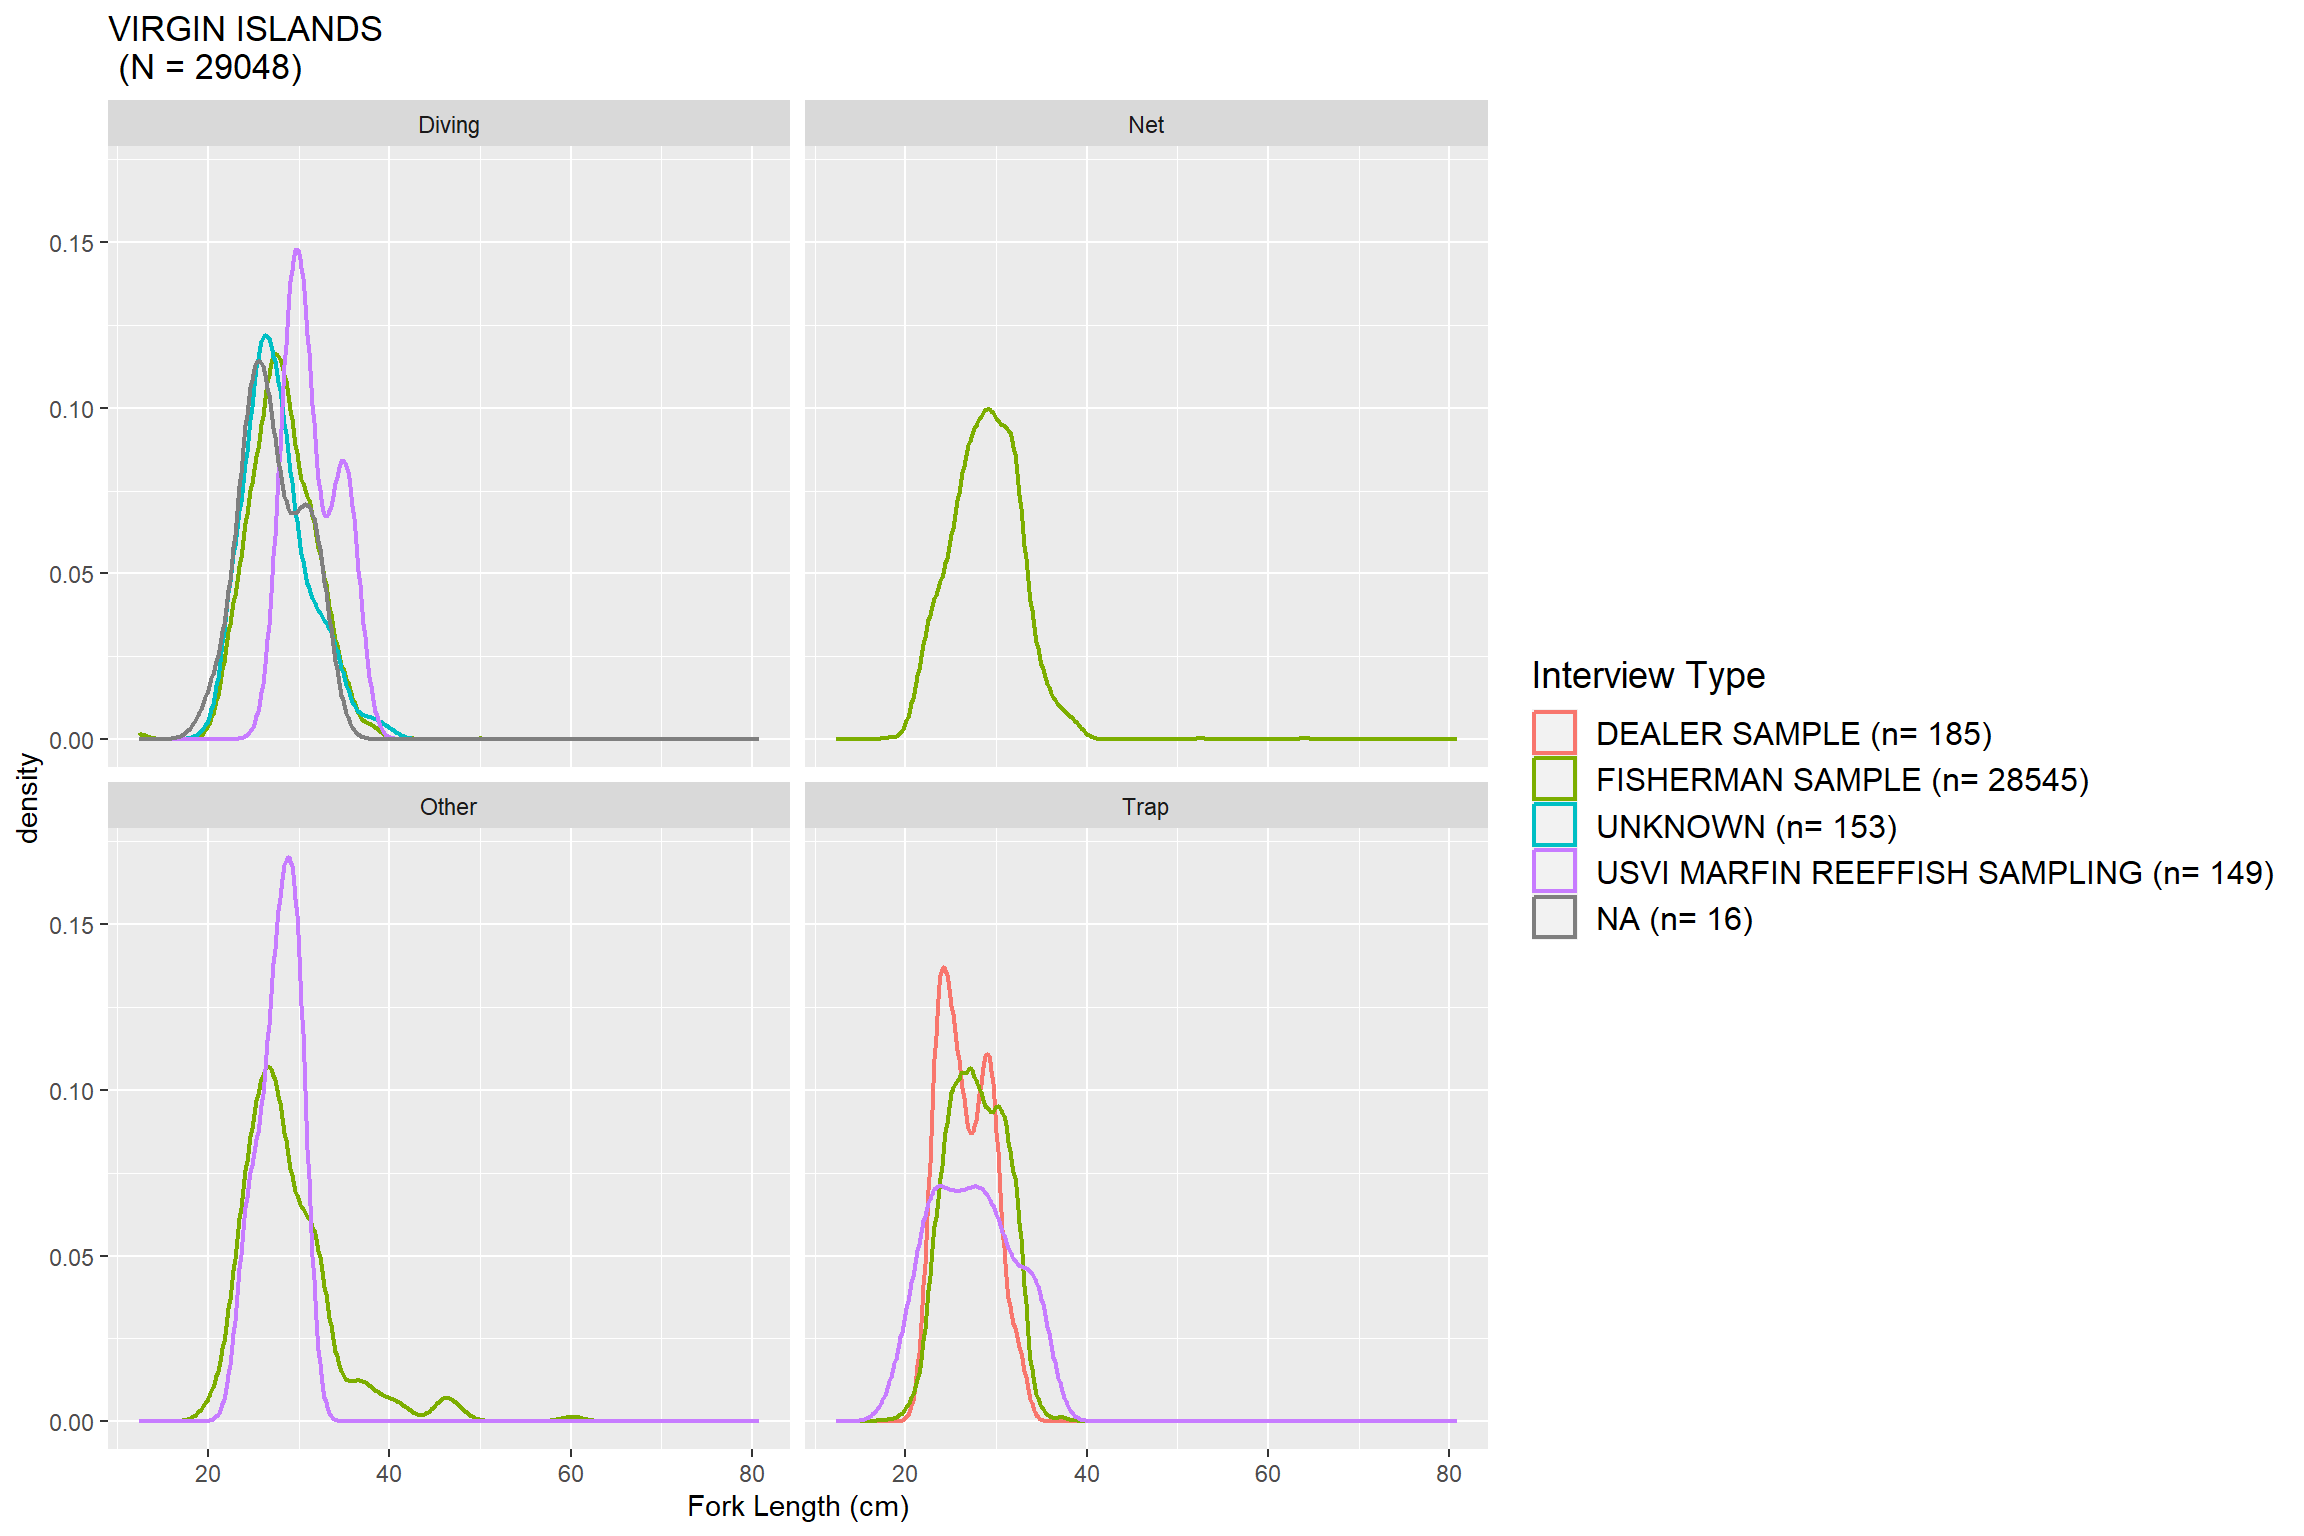 VIRGIN ISLANDS
(N = 29048)
Diving
Net
0.15
0.10
0.05
0.00
density
Other
Trap
0.15
0.10
0.05
0.00
20
40
60
80
20
40
60
80
Fork Length (cm)
Interview Type
DEALER SAMPLE (n= 185)
FISHERMAN SAMPLE (n= 28545)
UNKNOWN (n= 153)
USVI MARFIN REEFFISH SAMPLING (n= 149)
NA (n= 16)